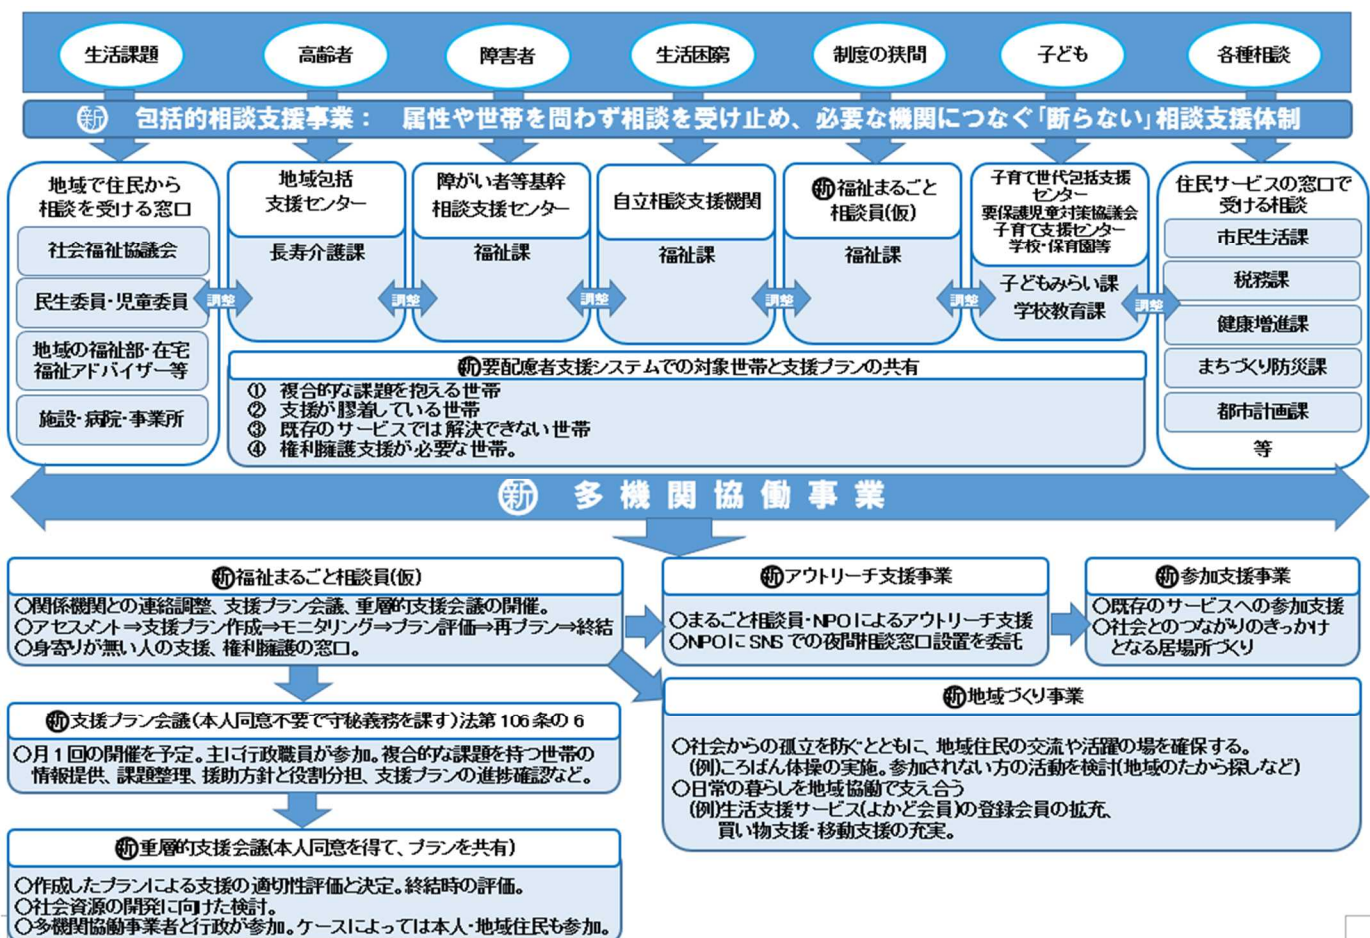 生活課題
高齢者
障害者
生活困窮
制度の狭間
子ども
各種相談
新 包括的相談支援事業： 属性や世帯を問わず相談を受け止め、必要な機関につなぐ「断らない」相談支援体制
地域で住民から
相談を受ける窓口
社会福祉協議会
民生委員・児童委員
地域の福祉部・在宅
福祉アドバイザー等
施設・病院・事業所
地域包括
支援センター
長寿介護課
障がい者等基幹
相談支援センター
福祉課
自立相談支援機関
福祉課
新福祉まるごと
相談員(仮)
福祉課
子育て世代包括支援
センター
要保護児童対策協議会
子育て支援センター
学校・保育園等
子どもみらい課
学校教育課
住民サービスの窓口で
受ける相談
市民生活課
税務課
健康増進課
まちづくり防災課
都市計画課
等
調整
調整
調整
調整
調整
調整
新要配慮者支援システムでの対象世帯と支援プランの共有
① 複合的な課題を抱える世帯
② 支援が膠着している世帯
③ 既存のサービスでは解決できない世帯
④ 権利擁護支援が必要な世帯。
新 多機関協働事業
新福祉まるごと相談員(仮)
○関係機関との連絡調整、支援プラン会議、重層的支援会議の開催。
○アセスメント⇒支援プラン作成⇒モニタリング⇒プラン評価⇒再プラン⇒終結
○身寄りが無い人の支援、権利擁護の窓口。
新アウトリーチ支援事業
○まるごと相談員・NPOによるアウトリーチ支援
○NPOにSNSでの夜間相談窓口設置を委託
新参加支援事業
○既存のサービスへの参加支援
○社会とのつながりのきっかけ
となる居場所づくり
新支援プラン会議(本人同意不要で守秘義務を課す)法第106条の6
○月1回の開催を予定。主に行政職員が参加。複合的な課題を持つ世帯の
情報提供、課題整理、援助方針と役割分担、支援プランの進捗確認など。
新地域づくり事業
○社会からの孤立を防ぐとともに、地域住民の交流や活躍の場を確保する。
(例)ころばん体操の実施。参加されない方の活動を検討(地域のたから探しなど)
○日常の暮らしを地域協働で支え合う
(例)生活支援サービス(よかど会員)の登録会員の拡充、
買い物支援・移動支援の充実。
新重層的支援会議(本人同意を得て、プランを共有)
○作成したプランによる支援の適切性評価と決定。終結時の評価。
○社会資源の開発に向けた検討。
○多機関協働事業者と行政が参加。ケースによっては本人・地域住民も参加。